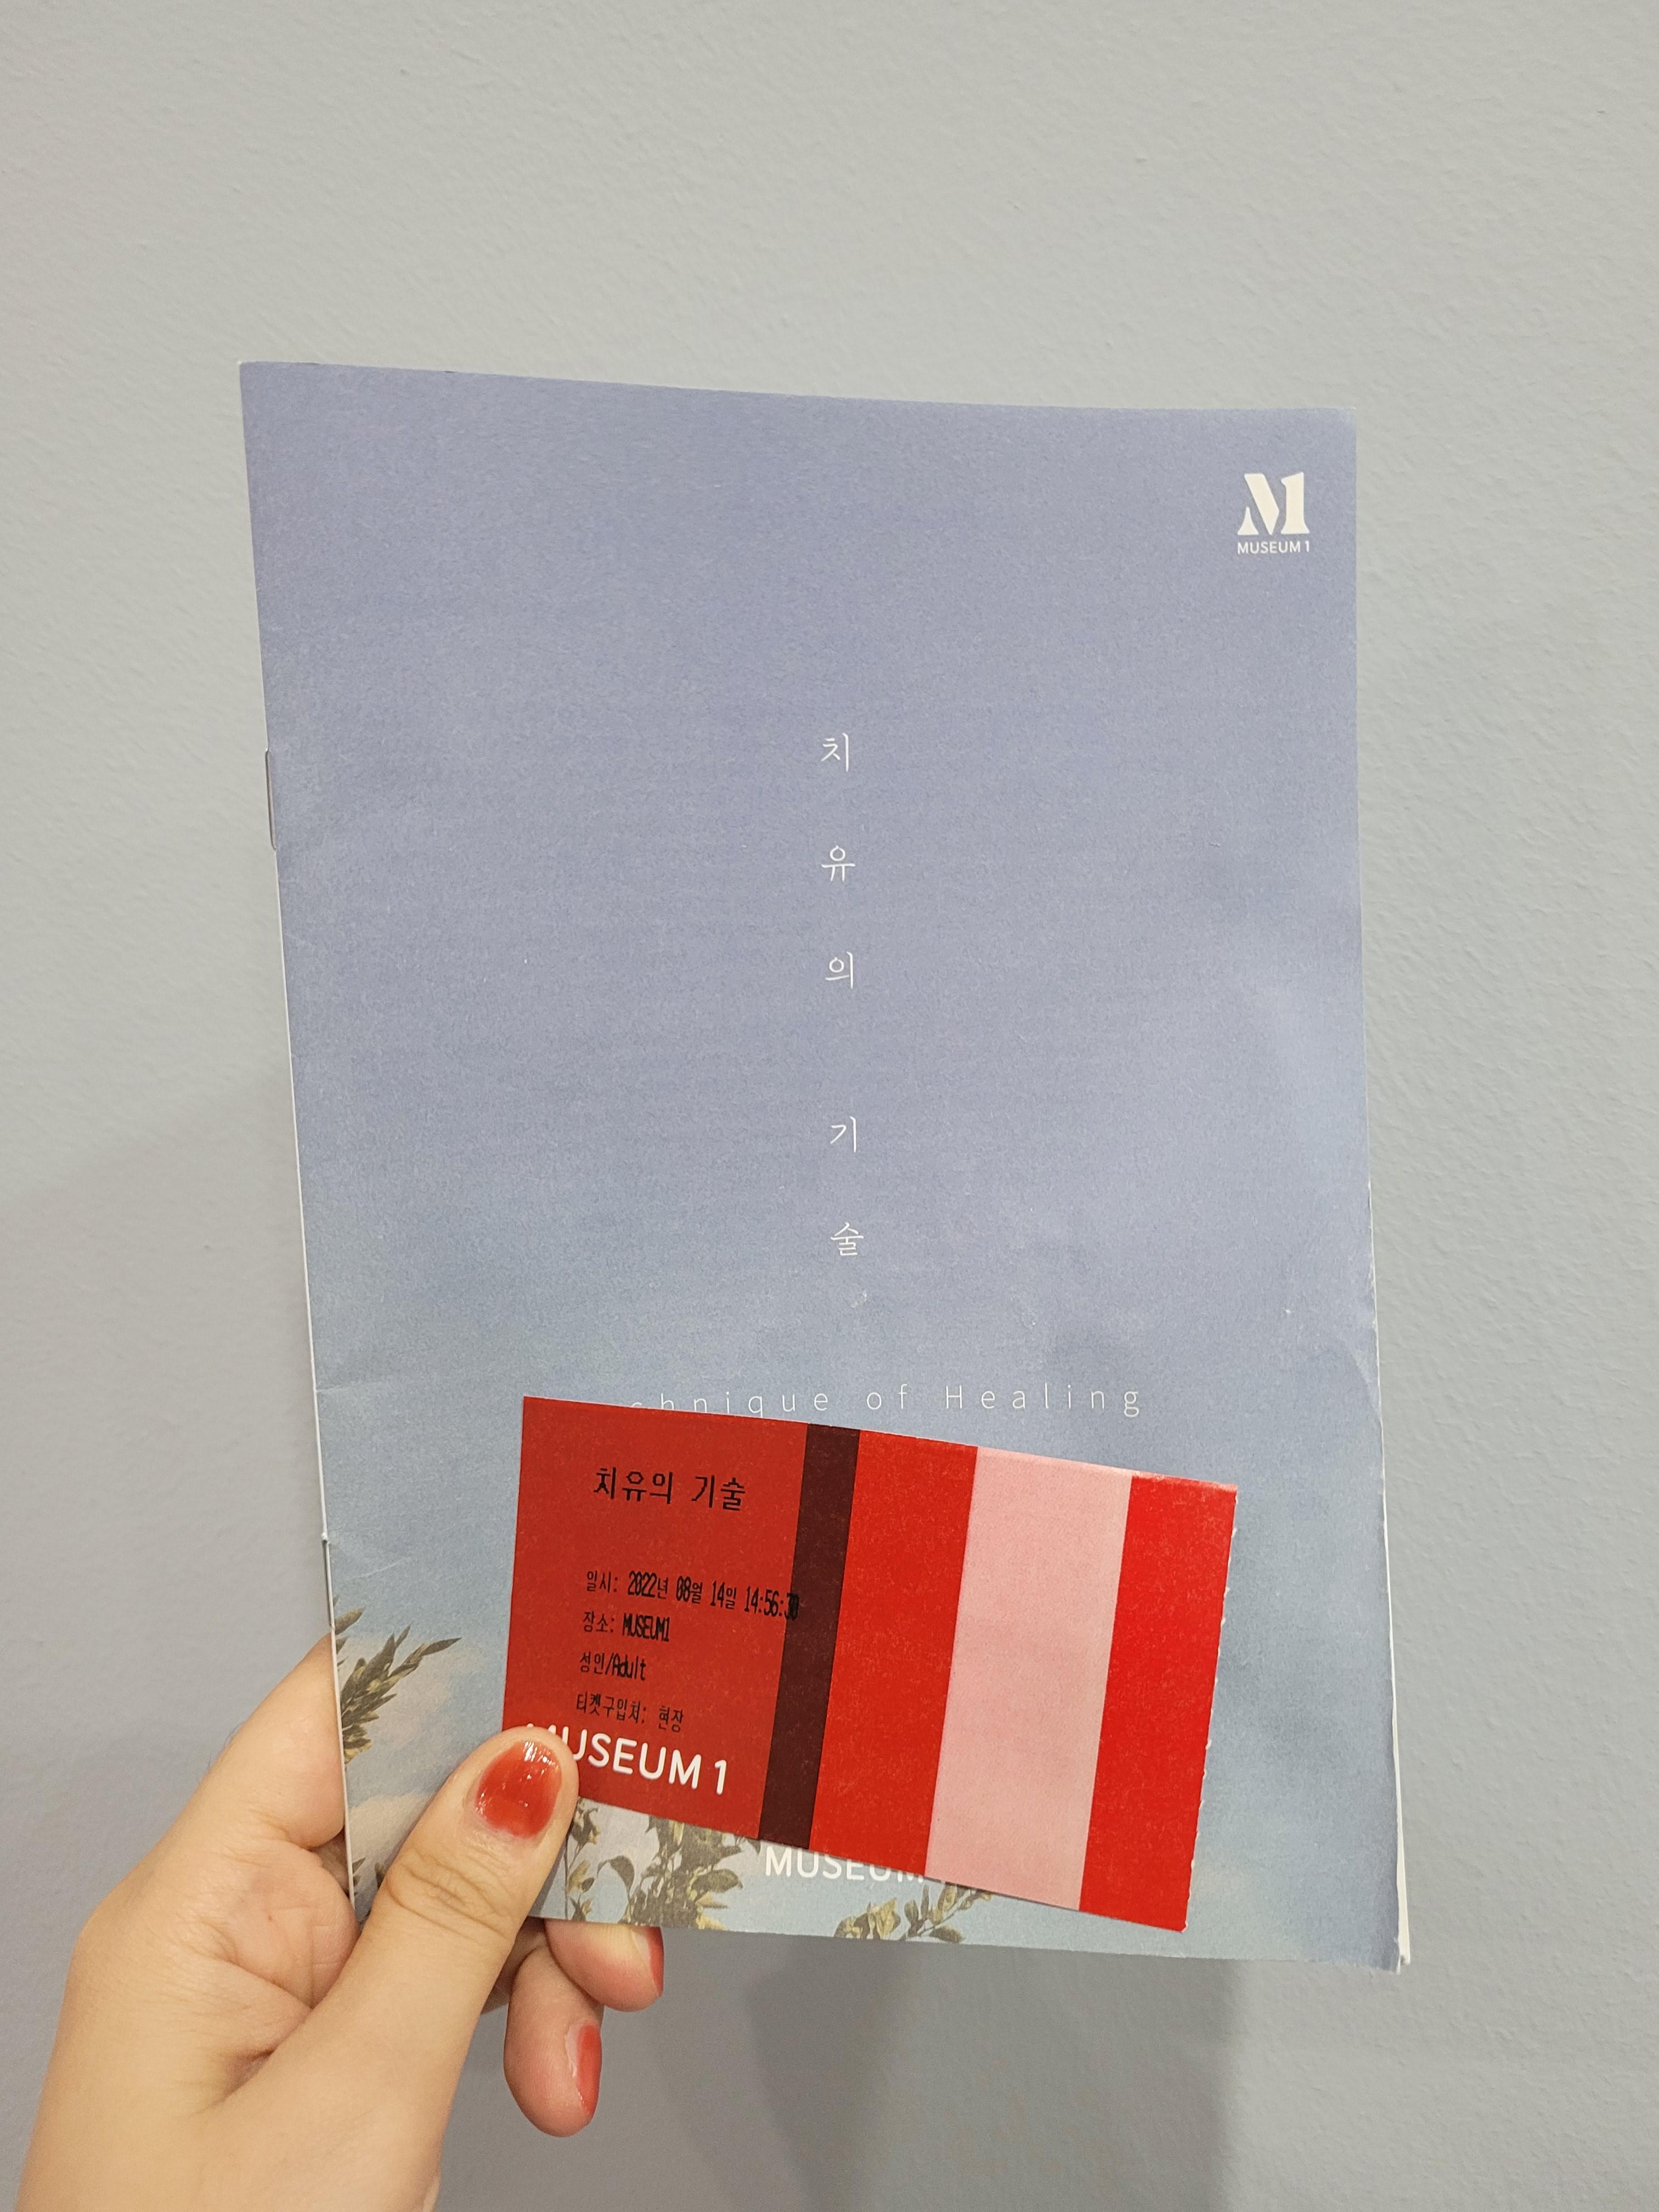 MUSEUM 1
치
유
의
기
술
of Healing
치유의 기술
일시: 2022년 08월 14일 14:56:30
장소: MUSEUM1
성인/Adult
티켓구입처: 현장
MUSEUM 1
MUSEUM